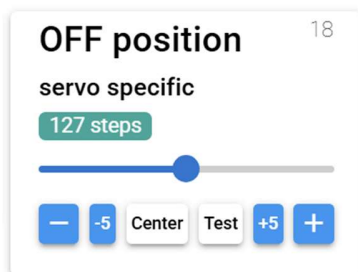 OFF position 18
servo specific
127 steps
− -5 Center Test +5 +